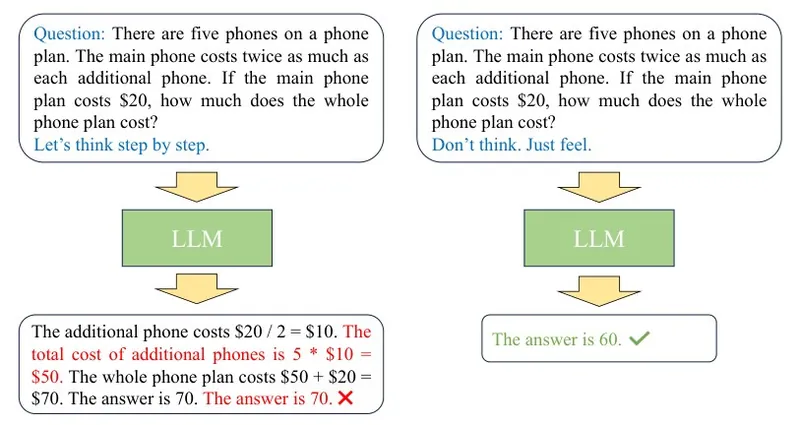 Question: There are five phones on a phone
plan. The main phone costs twice as much as
each additional phone. If the main phone
plan costs $20, how much does the whole
phone plan cost?
Let’s think step by step.
LLM
The additional phone costs $20 / 2 = $10. The
total cost of additional phones is 5 * $10 =
$50. The whole phone plan costs $50 + $20 =
$70. The answer is 70. The answer is 70. ❌
Question: There are five phones on a phone
plan. The main phone costs twice as much as
each additional phone. If the main phone
plan costs $20, how much does the whole
phone plan cost?
Don’t think. Just feel.
LLM
The answer is 60. ✔